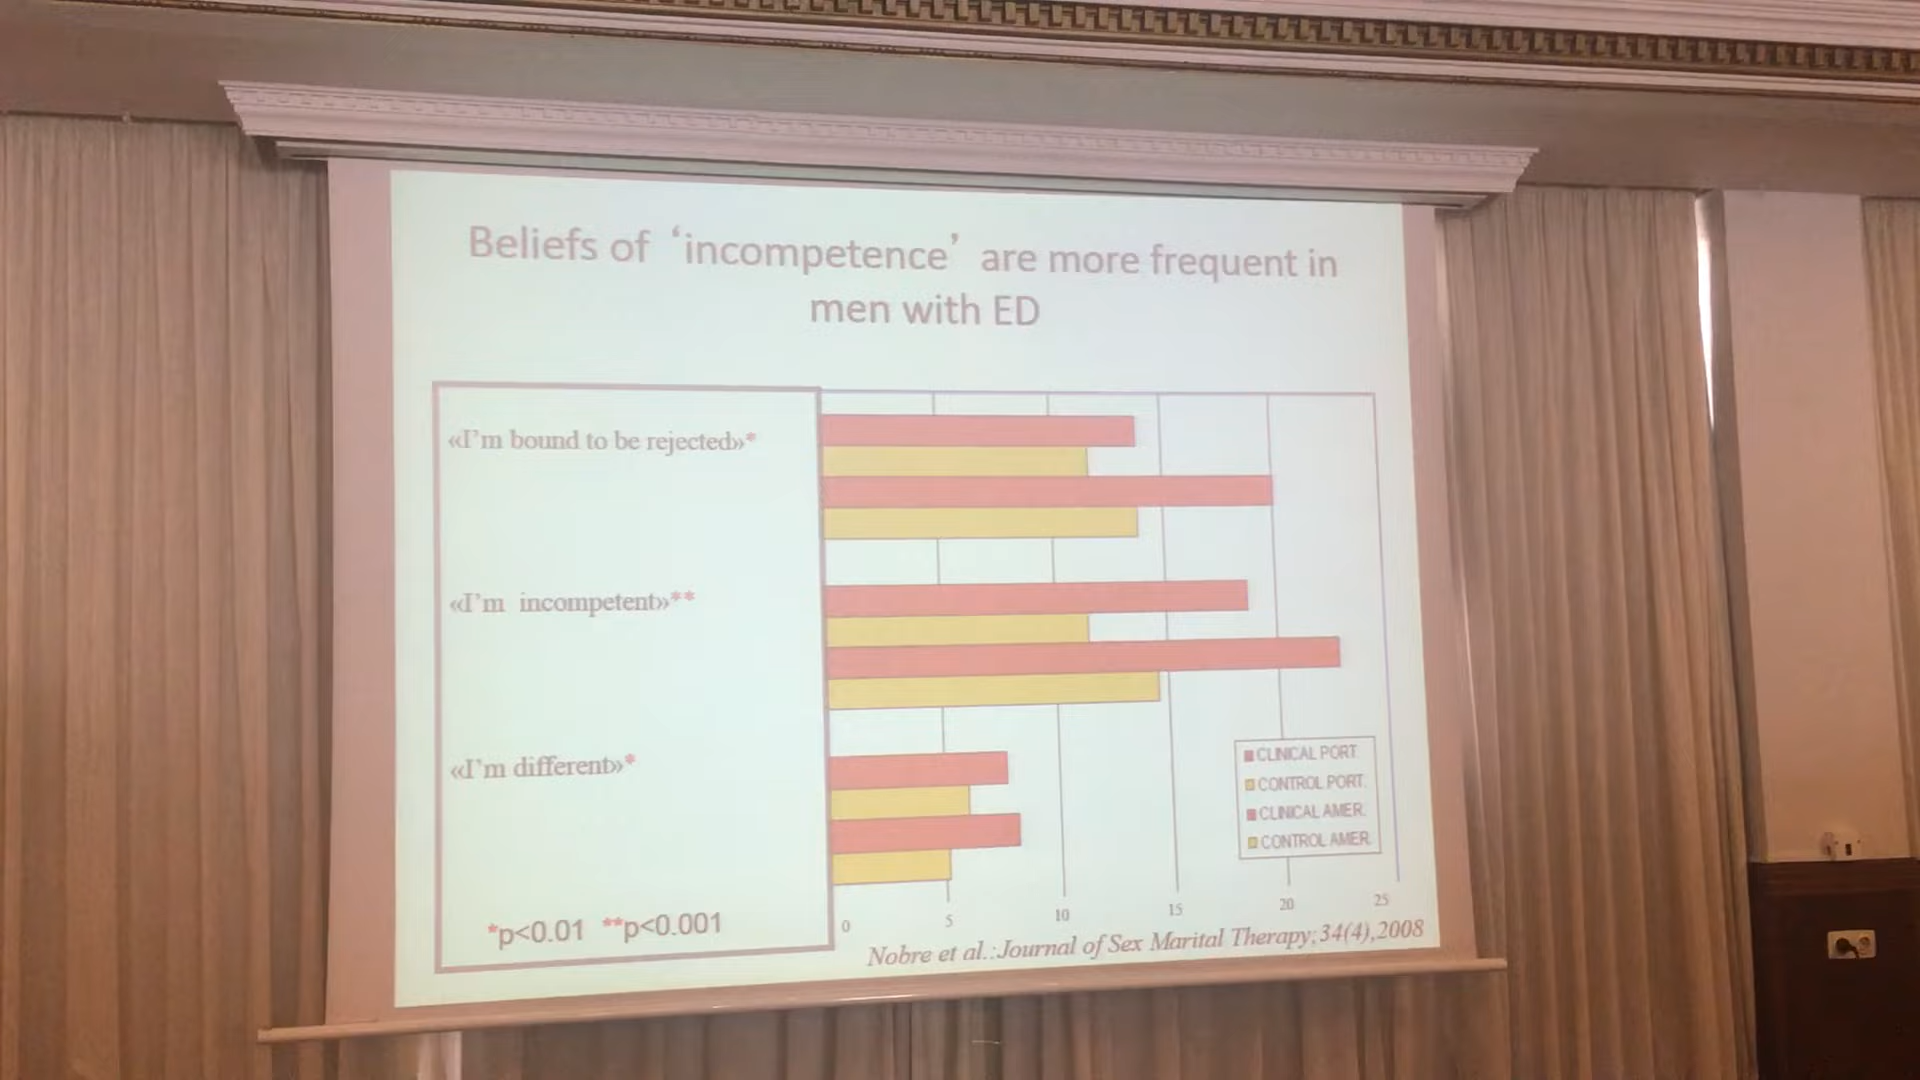 Beliefs of ‘incompetence’ are more frequent in
men with ED
«I’m bound to be rejected»*
«I’m incompetent»**
«I’m different»*
*p<0.01 **p<0.001
CLINICAL PORT.
CONTROL PORT.
CLINICAL AMER.
CONTROL AMER.
0 5 10 15 20 25
Nobre et al.:Journal of Sex Marital Therapy;34(4),2008